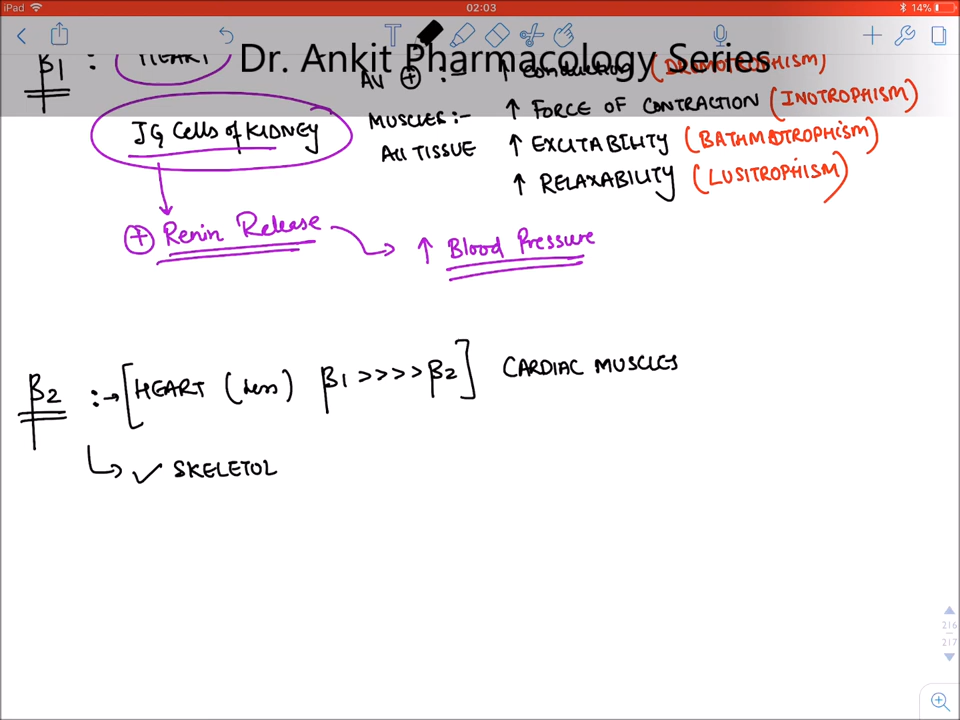 iPad 02:03 14%
T
Dr. Ankit Pharmacology Series
β1 : HEART
AV ⊕ :- ↑ CONDUCTION (DROMOTROPHISM)
JG Cells of KIDNEY
MUSCLES :- ↑ FORCE OF CONTRACTION (INOTROPHISM)
All TISSUE ↑ EXCITABILITY (BATHMOTROPHISM)
↑ RELAXABILITY (LUSITROPHISM)
⊕ Renin Release → ↑ Blood Pressure
β2 :→ [HEART (Less) β1 >>>> β2] CARDIAC MUSCLES
↳ ✓ SKELETOL
216
217